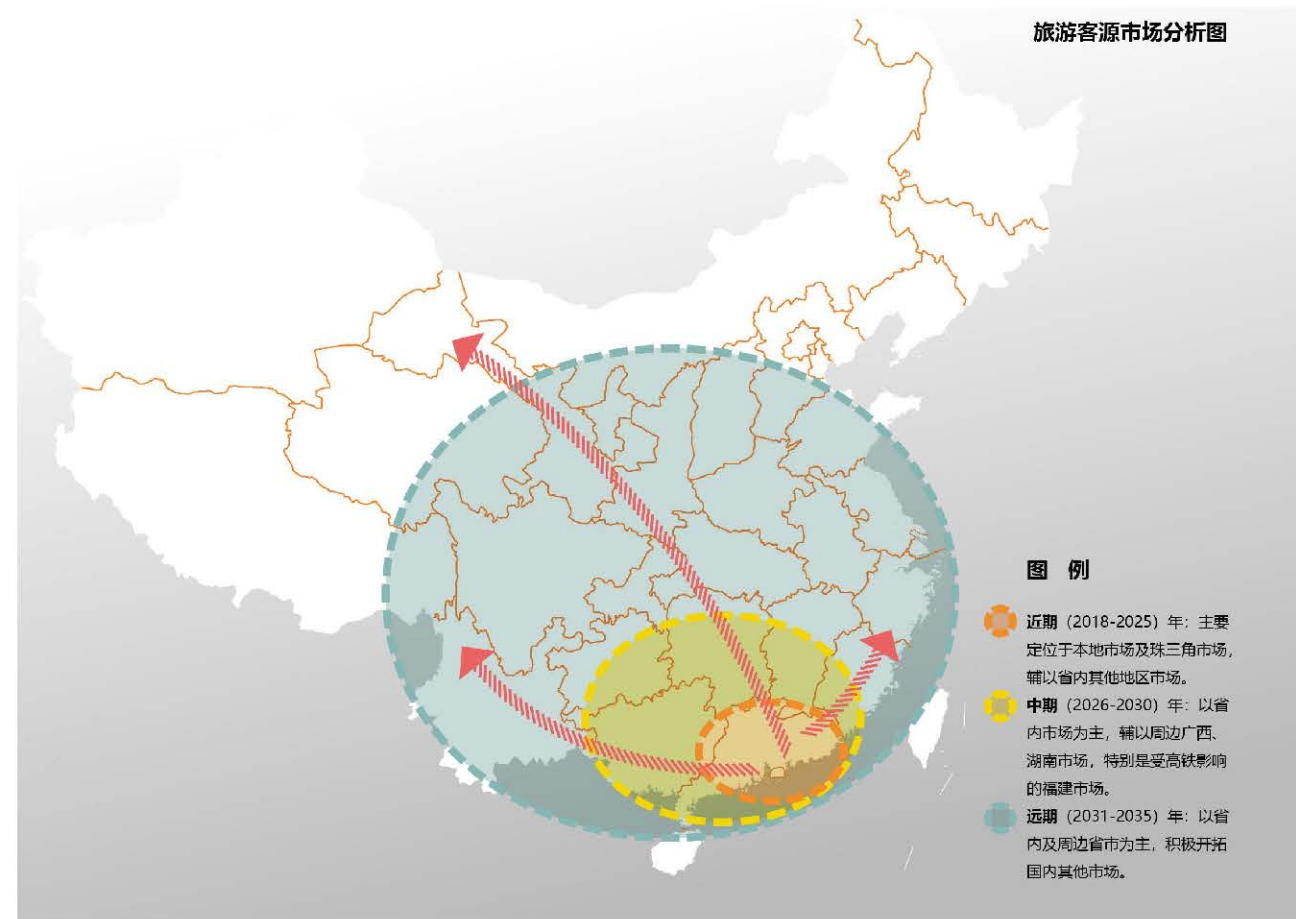 旅游客源市场分析图
图 例
近期（2018-2025）年：主要
定位于本地市场及珠三角市场，
辅以省内其他地区市场。
中期（2026-2030）年：以省
内市场为主，辅以周边广西、
湖南市场，特别是受高铁影响
的福建市场。
远期（2031-2035）年：以省
内及周边省市为主，积极开拓
国内其他市场。